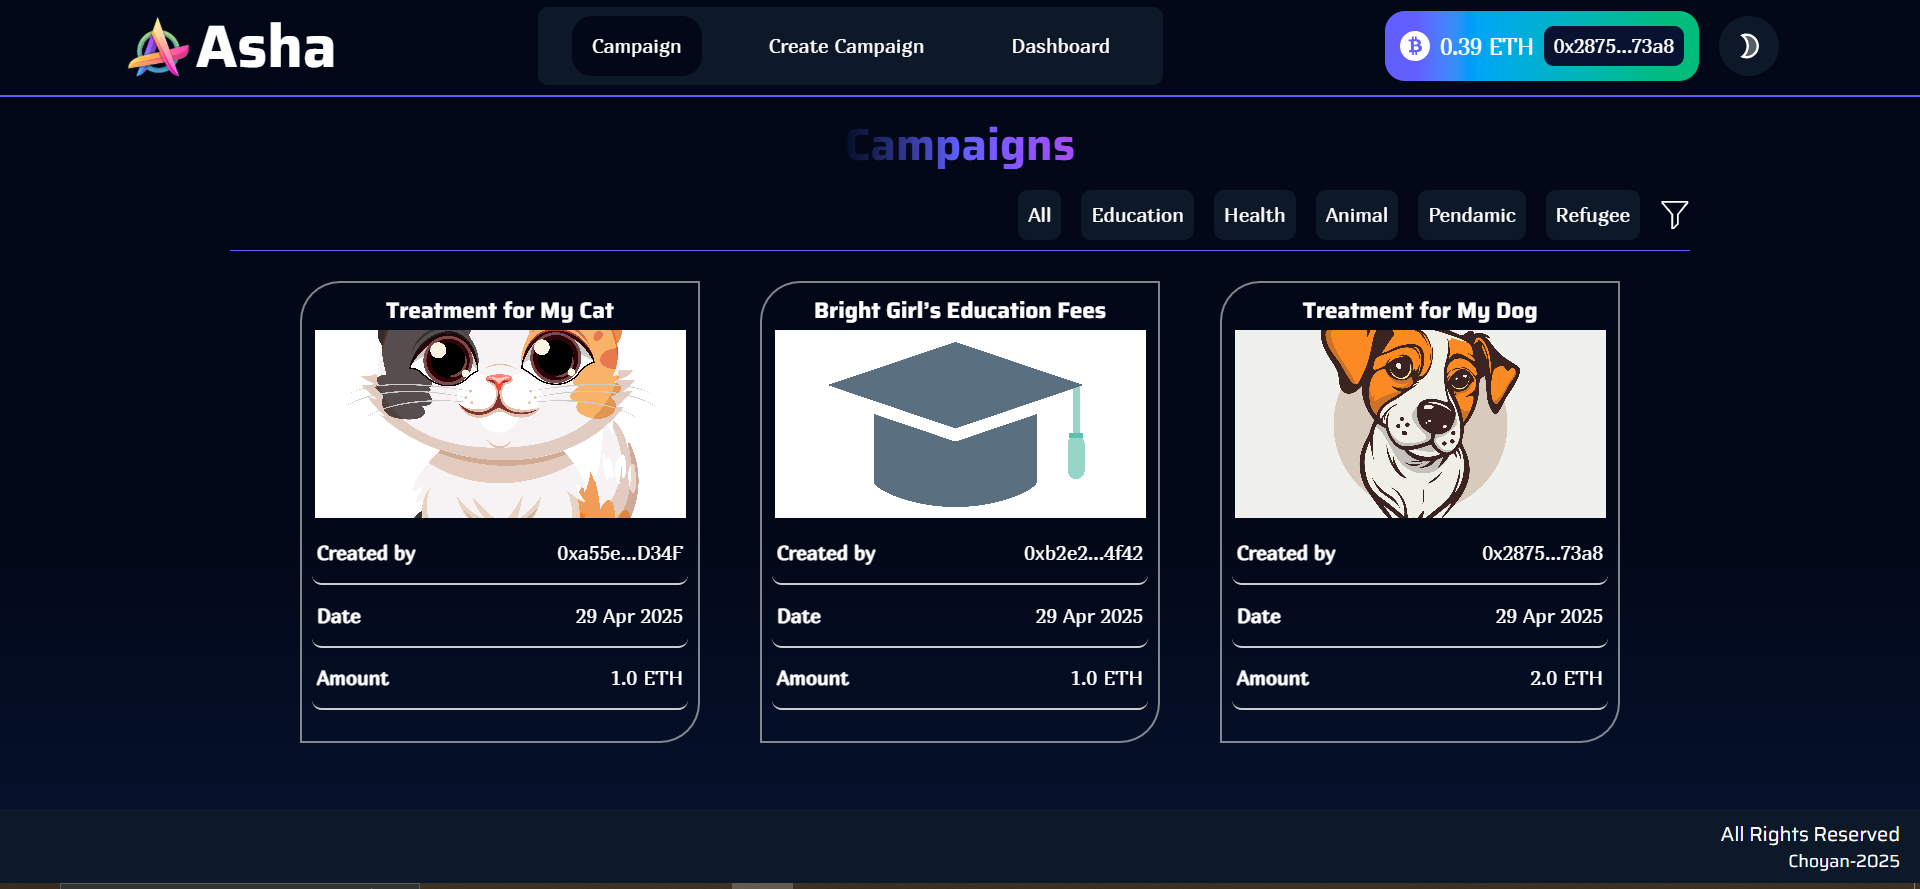 Asha
Campaign Create Campaign Dashboard
0.39 ETH 0x2875...73a8
Campaigns
All Education Health Animal Pendamic Refugee
Treatment for My Cat
Created by 0xa55e...D34F
Date 29 Apr 2025
Amount 1.0 ETH
Bright Girl’s Education Fees
Created by 0xb2e2...4f42
Date 29 Apr 2025
Amount 1.0 ETH
Treatment for My Dog
Created by 0x2875...73a8
Date 29 Apr 2025
Amount 2.0 ETH
All Rights Reserved
Choyan-2025